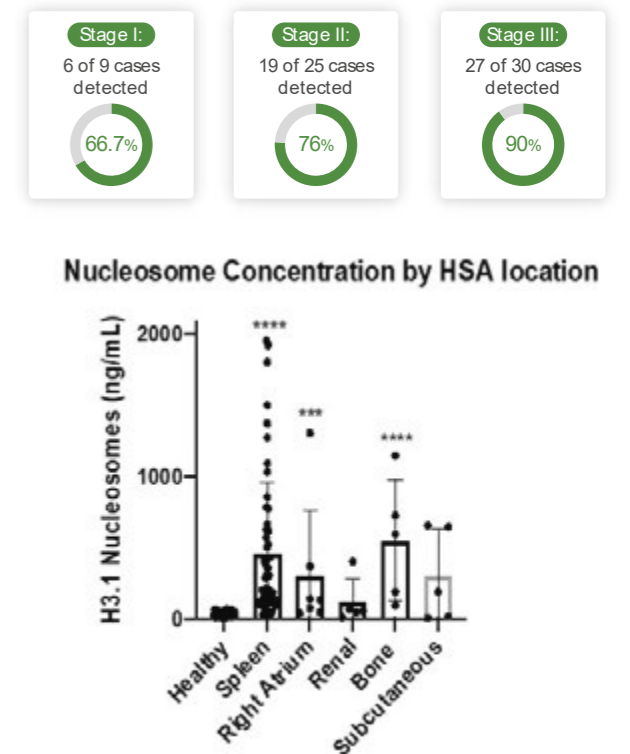 Stage I:
6 of 9 cases
detected
66.7%
Stage II:
19 of 25 cases
detected
76%
Stage III:
27 of 30 cases
detected
90%
Nucleosome Concentration by HSA location
H3.1 Nucleosomes (ng/mL)
2000
1000
0
****
***
****
Healthy
Spleen
Right Atrium
Renal
Bone
Subcutaneous